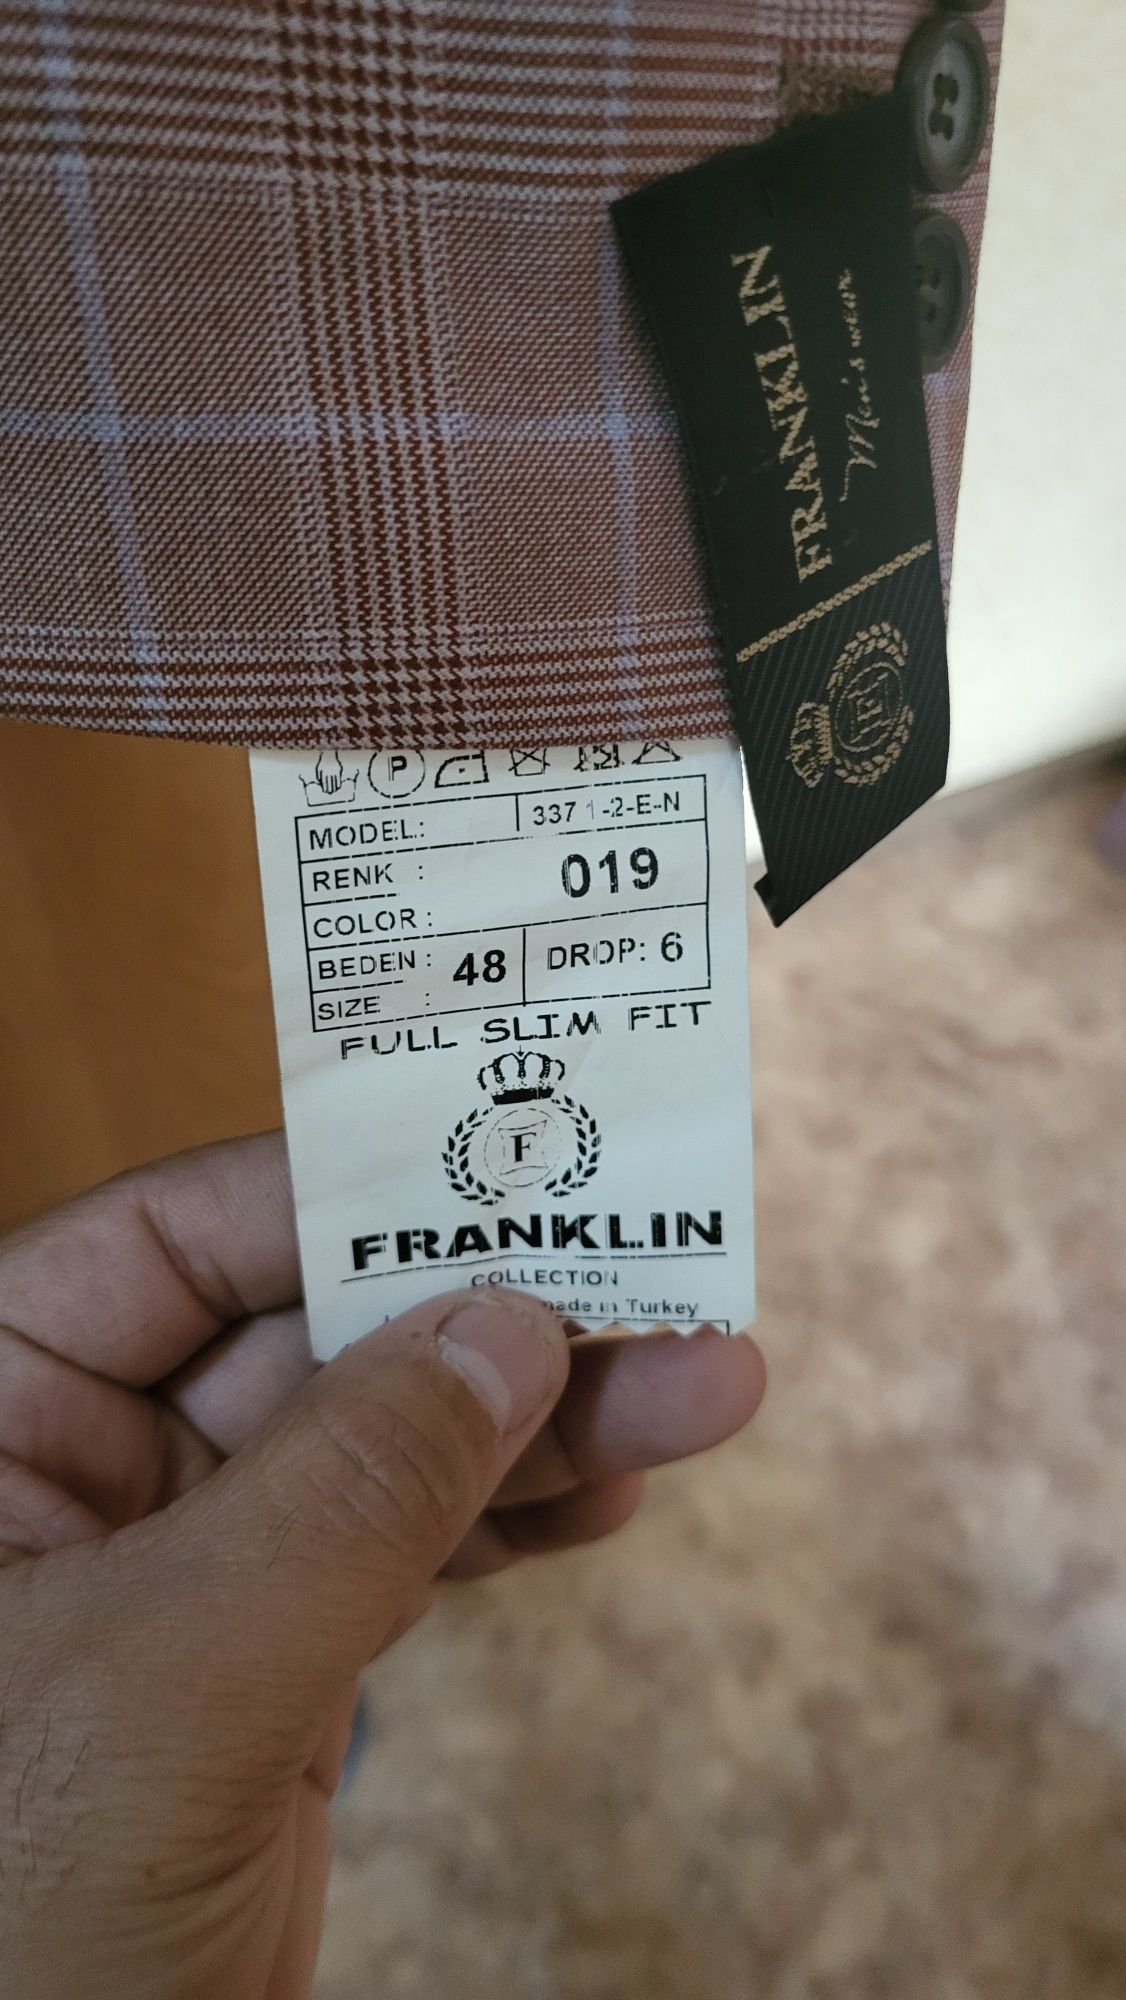 FRANKLIN
Men's wear
P
MODEL: 337 1-2-E-N
RENK :
COLOR : 019
BEDEN :
SIZE : 48 DROP: 6
FULL SLIM FIT
F
FRANKLIN
COLLECTION
made in Turkey